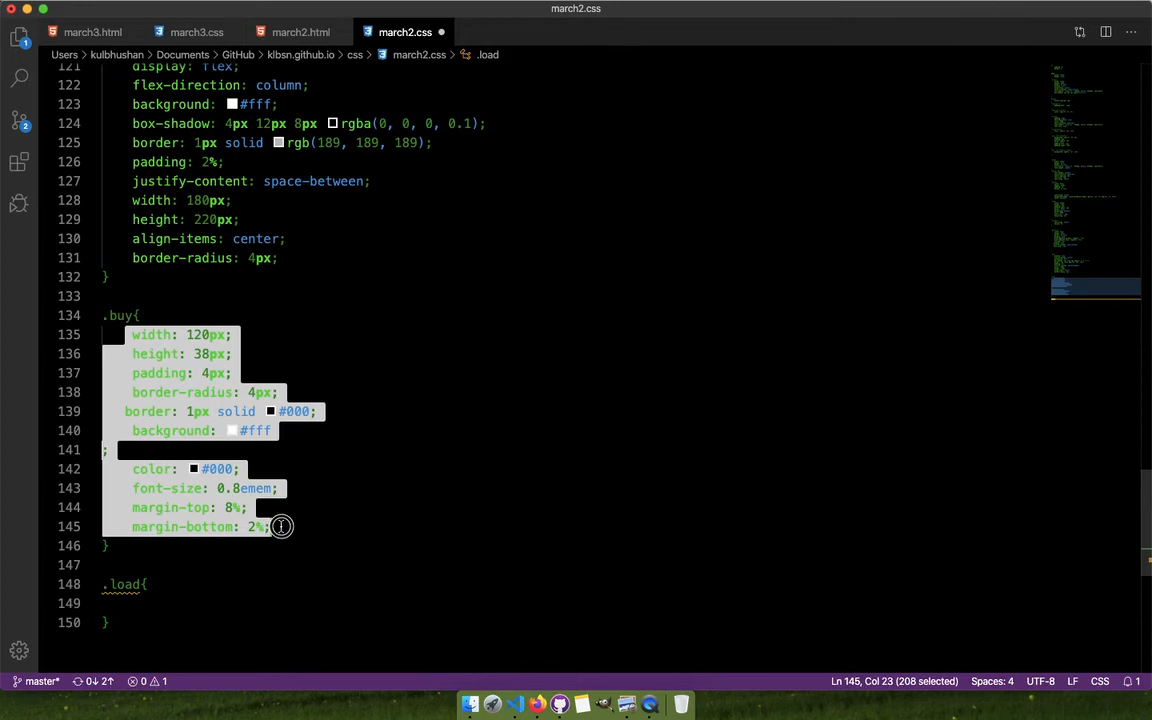 march2.css
march3.html
march3.css
march2.html
march2.css
Users > kulbhushan > Documents > GitHub > klbsn.github.io > css > march2.css > .load
121 display: flex;
122 flex-direction: column;
123 background: #fff;
124 box-shadow: 4px 12px 8px rgba(0, 0, 0, 0.1);
125 border: 1px solid rgb(189, 189, 189);
126 padding: 2%;
127 justify-content: space-between;
128 width: 180px;
129 height: 220px;
130 align-items: center;
131 border-radius: 4px;
132 }
133
134 .buy{
135 width: 120px;
136 height: 38px;
137 padding: 4px;
138 border-radius: 4px;
139 border: 1px solid #000;
140 background: #fff
141 ;
142 color: #000;
143 font-size: 0.8emem;
144 margin-top: 8%;
145 margin-bottom: 2%;
146 }
147
148 .load{
149
150 }
1
2
master* 0↓ 2↑ 0 1 Ln 145, Col 23 (208 selected) Spaces: 4 UTF-8 LF CSS 1